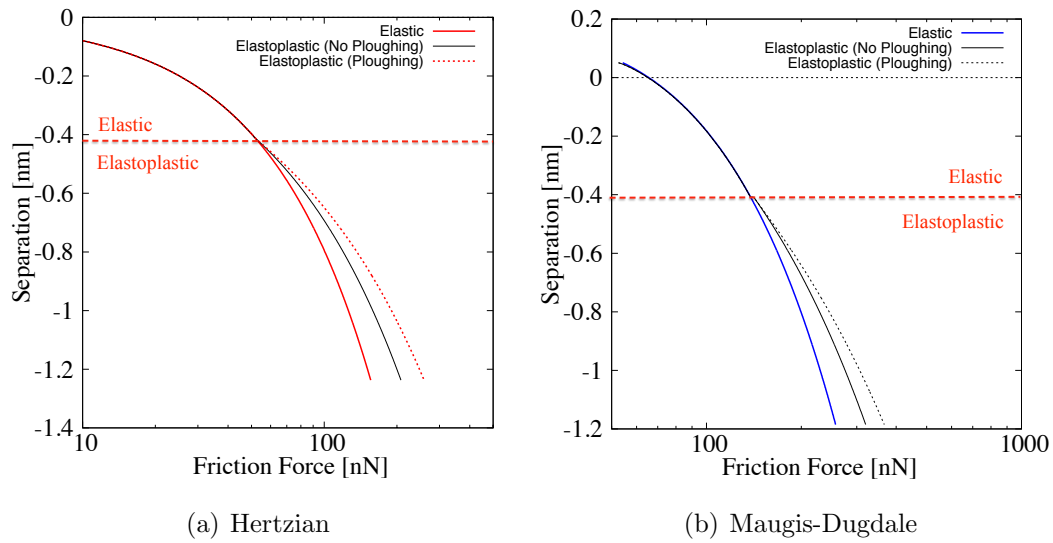 0
-0.2
-0.4
-0.6
-0.8
-1
-1.2
-1.4
10
100
Separation [nm]
Friction Force [nN]
Elastic
Elastoplastic (No Ploughing)
Elastoplastic (Ploughing)
Elastic
Elastoplastic
(a) Hertzian
0.2
0
-0.2
-0.4
-0.6
-0.8
-1
-1.2
100
1000
Separation [nm]
Friction Force [nN]
Elastic
Elastoplastic (No Ploughing)
Elastoplastic (Ploughing)
Elastic
Elastoplastic
(b) Maugis-Dugdale